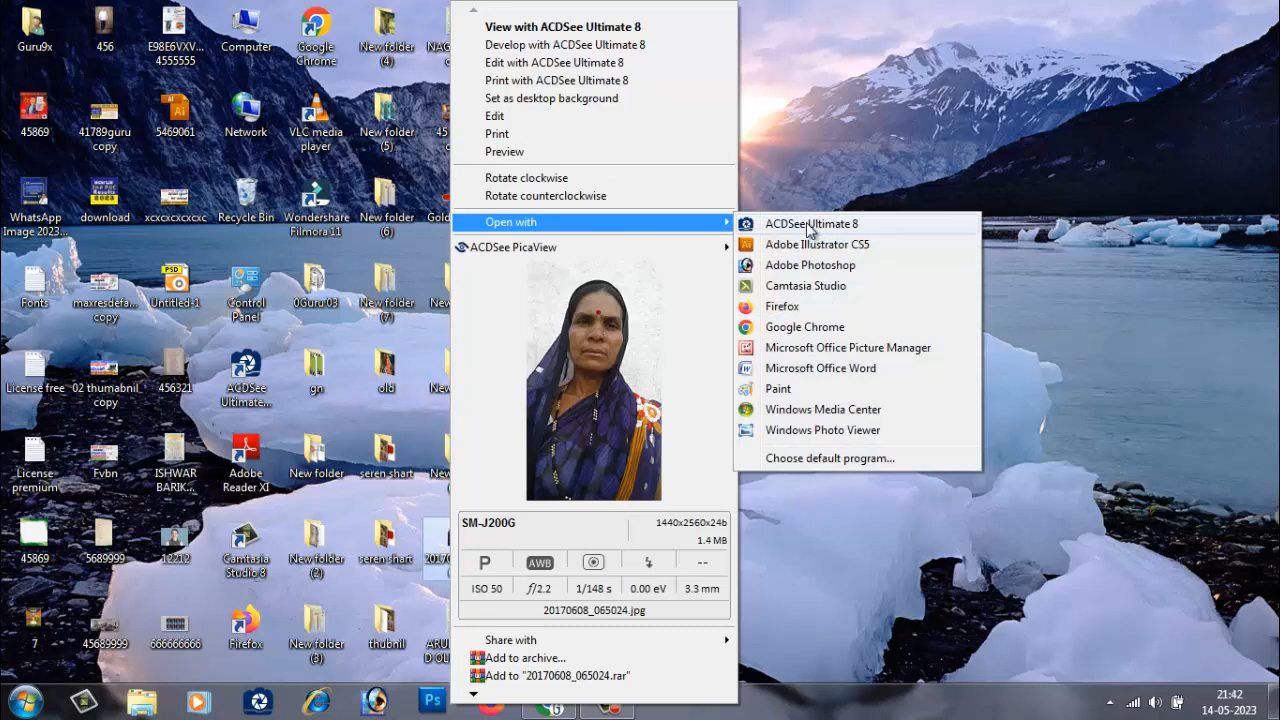 Guru9x
456
E98E6VXV...
4555555
Computer
Google
Chrome
New folder
(4)
45869
41789guru
copy
5469061
Network
VLC media
player
New folder
(5)
WhatsApp
Image 2023...
download
xcxcxcxcxcxc
Recycle Bin
Wondershare
Filmora 11
New folder
(6)
Fonts
maxresdefa...
copy
PSD
Untitled-1
Control
Panel
0Guru:03
New folder
(7)
License free
02 thumabnil
copy
456321
ACDSee
Ultimate...
gn
old
License
premium
Fvbn
ISHWAR
BARIK...
Adobe
Reader XI
New folder
seren shart
45869
5689999
12212
Camtasia
Studio 8
New folder
(2)
seren shart
7
45689999
666666666
Firefox
New folder
(3)
thubnil
View with ACDSee Ultimate 8
Develop with ACDSee Ultimate 8
Edit with ACDSee Ultimate 8
Print with ACDSee Ultimate 8
Set as desktop background
Edit
Print
Preview
Rotate clockwise
Rotate counterclockwise
Open with
ACDSee PicaView
SM-J200G
1440x2560x24b
1.4 MB
P
AWB
--
ISO 50
f/2.2
1/148 s
0.00 eV
3.3 mm
20170608_065024.jpg
Share with
Add to archive...
Add to "20170608_065024.rar"
ACDSee Ultimate 8
Adobe Illustrator CS5
Adobe Photoshop
Camtasia Studio
Firefox
Google Chrome
Microsoft Office Picture Manager
Microsoft Office Word
Paint
Windows Media Center
Windows Photo Viewer
Choose default program...
Ps
21:42
14-05-2023